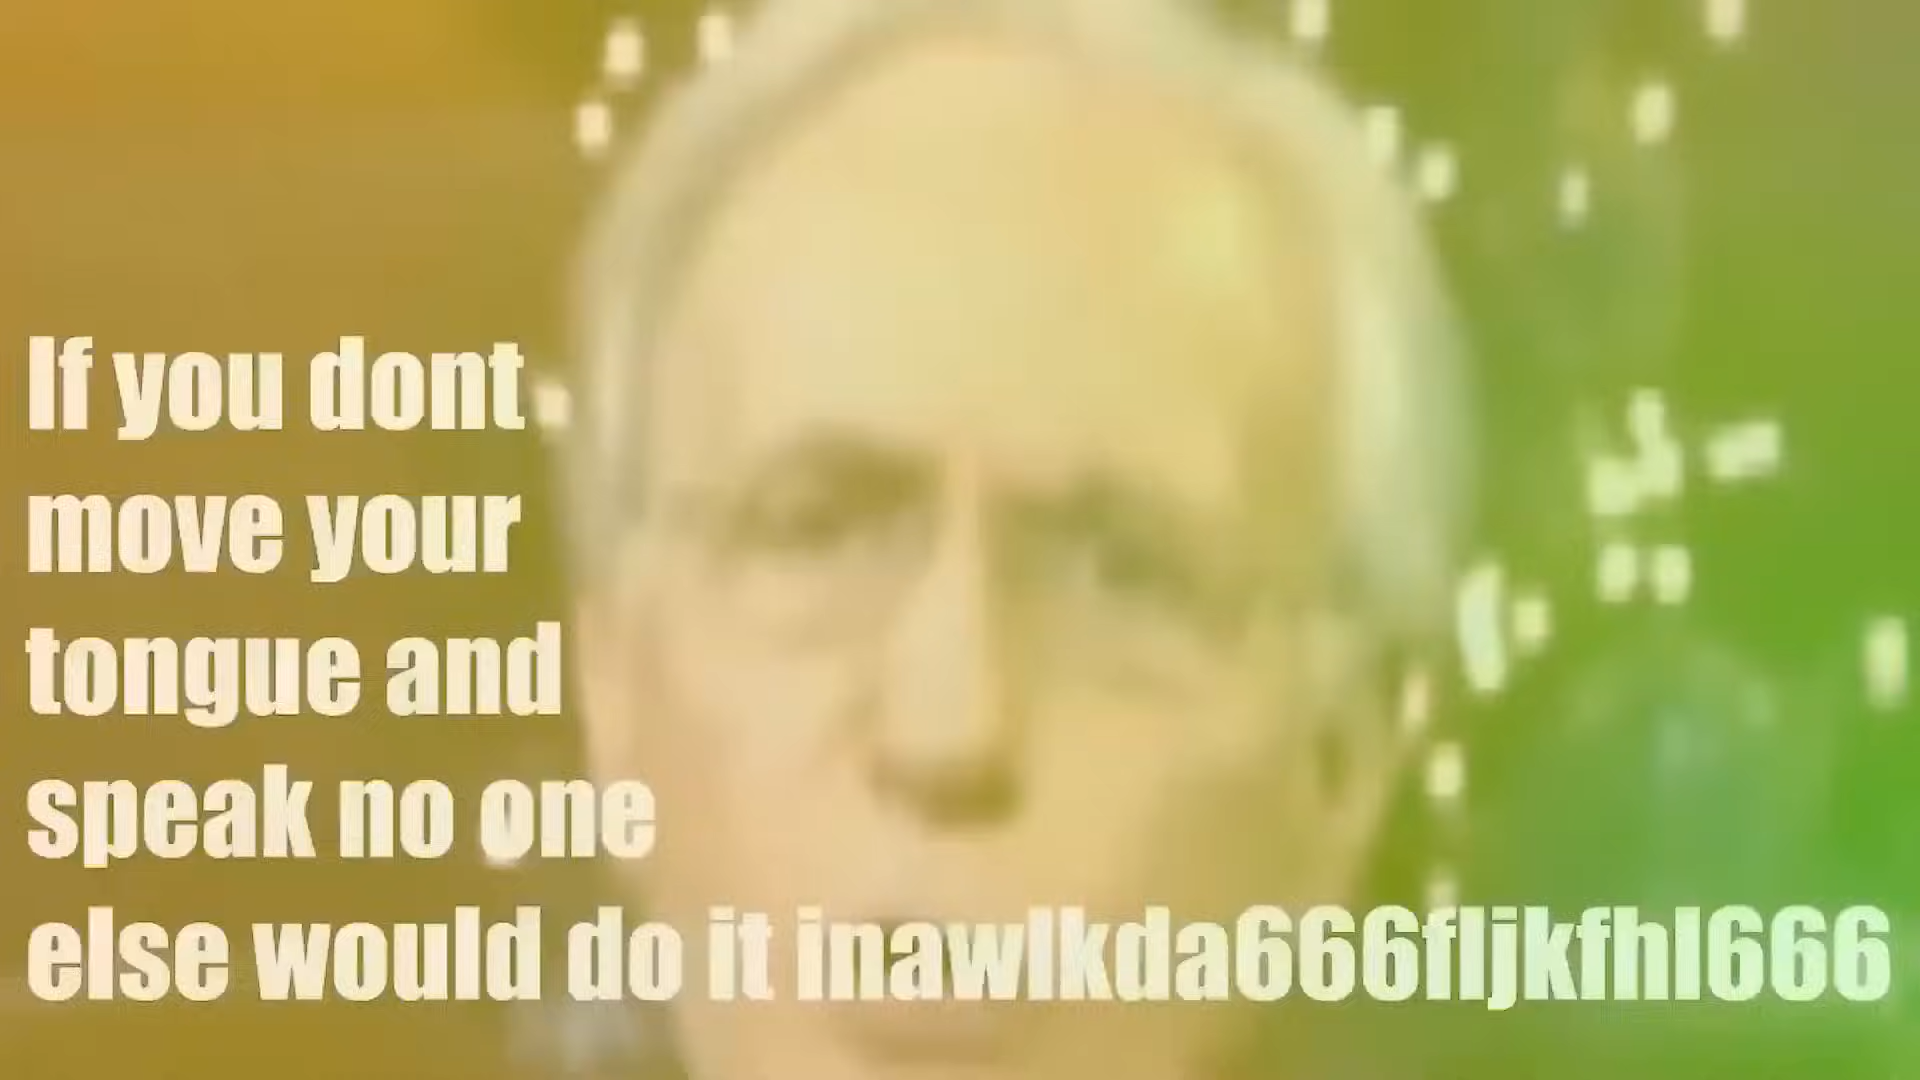 If you dont
move your
tongue and
speak no one
else would do it inawlkda666fljkfhl666